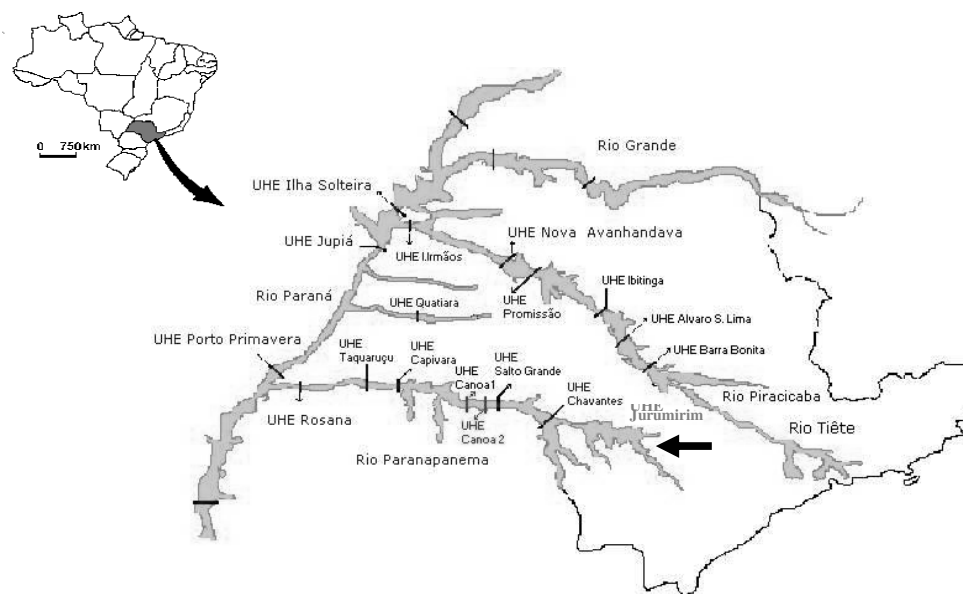 0 750 km
Rio Grande
UHE Ilha Solteira
UHE Nova Avanhandava
UHE Jupiá
UHE I.Irmãos
UHE Ibitinga
Rio Paraná
UHE Quatiara
UHE
Promissão
UHE Alvaro S. Lima
UHE Porto Primavera
UHE
Taquaruçu
UHE
Capivara
UHE Barra Bonita
UHE
Canoa1
UHE
Salto Grande
UHE
Chavantes
Rio Piracicaba
UHE
Jurumirim
UHE Rosana
UHE
Canoa 2
Rio Tiête
Rio Paranapanema